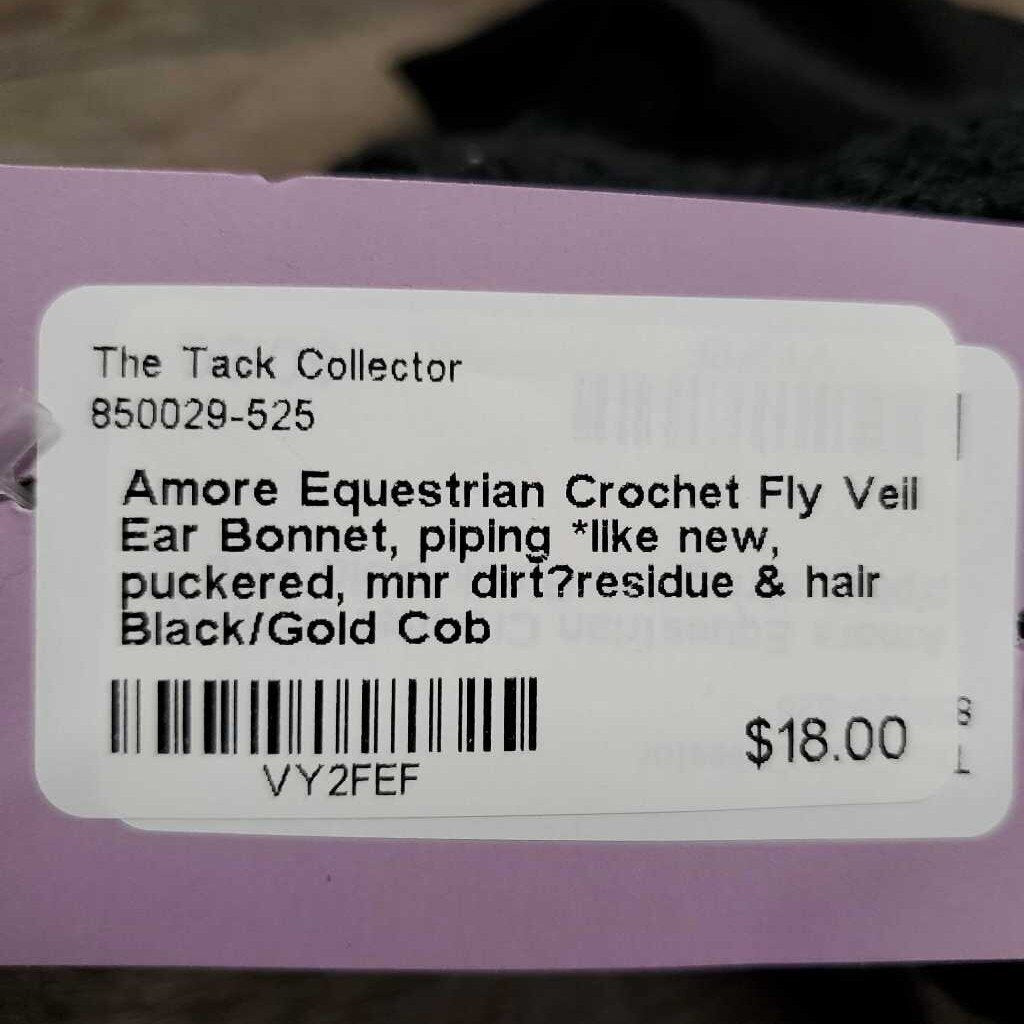 The Tack Collector
850029-525
Amore Equestrian Crochet Fly Veil
Ear Bonnet, piping *like new,
puckered, mnr dirt?residue & hair
Black/Gold Cob
VY2FEF
$18.00